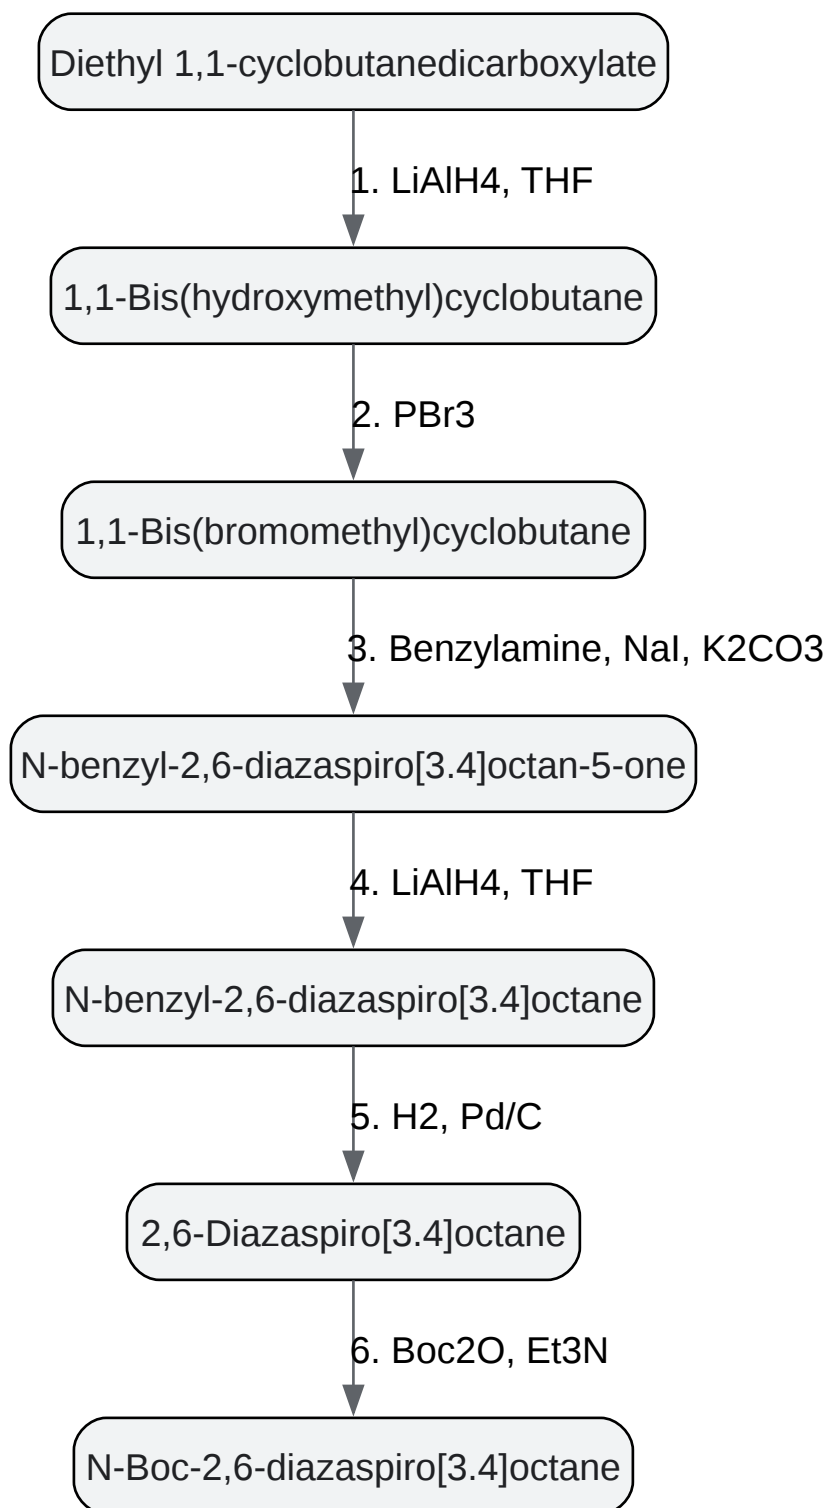 Diethyl 1,1-cyclobutanedicarboxylate
1. LiAlH4, THF
1,1-Bis(hydroxymethyl)cyclobutane
2. PBr3
1,1-Bis(bromomethyl)cyclobutane
3. Benzylamine, NaI, K2CO3
N-benzyl-2,6-diazaspiro[3.4]octan-5-one
4. LiAlH4, THF
N-benzyl-2,6-diazaspiro[3.4]octane
5. H2, Pd/C
2,6-Diazaspiro[3.4]octane
6. Boc2O, Et3N
N-Boc-2,6-diazaspiro[3.4]octane